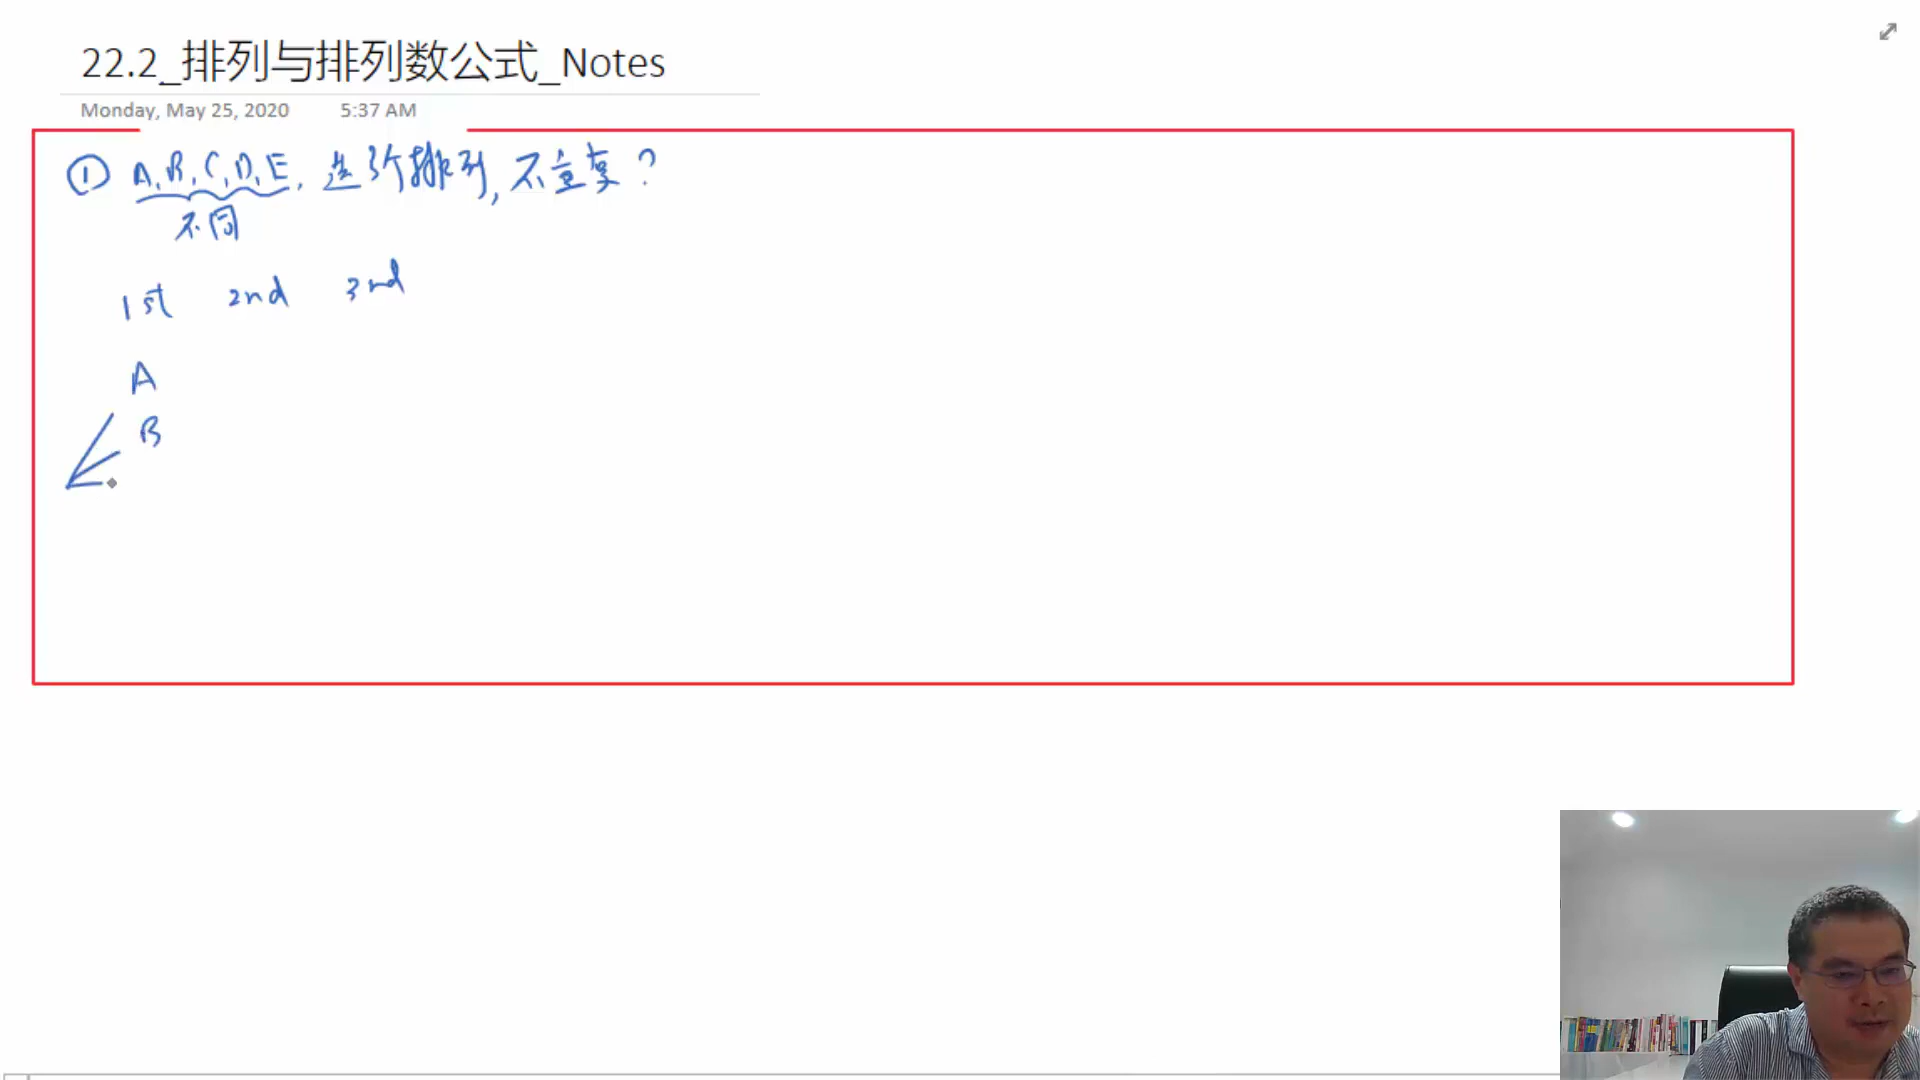 22.2_排列与排列数公式_Notes
Monday, May 25, 2020 5:37 AM
① A, B, C, D, E, 选3个排列, 不重复?
不同
1st 2nd 3rd
A
B